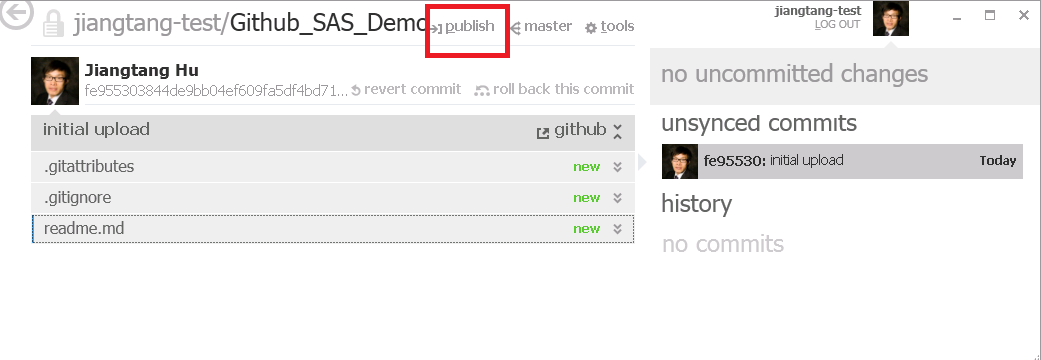 jiangtang-test/Github_SAS_Demo publish master tools
Jiangtang Hu
fe955303844de9bb04ef609fa5df4bd71... revert commit roll back this commit
initial upload github
.gitattributes new
.gitignore new
readme.md new
jiangtang-test
LOG OUT
no uncommitted changes
unsynced commits
fe95530: initial upload Today
history
no commits